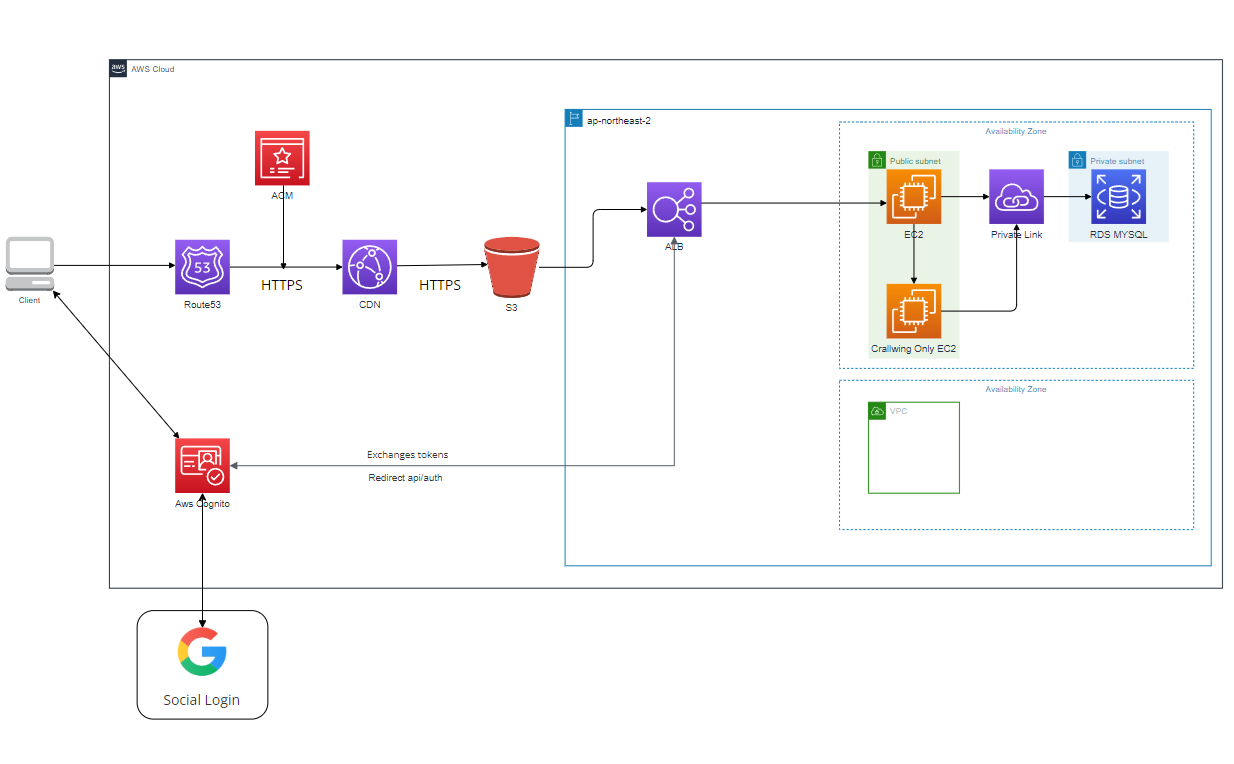 aws
AWS Cloud
ap-northeast-2
Availability Zone
ACM
Public subnet
Private subnet
EC2
Private Link
RDS MYSQL
ALB
Client
53
Route53
HTTPS
CDN
HTTPS
S3
Crallwing Only EC2
Availability Zone
VPC
Exchanges tokens
Redirect api/auth
Aws Cognito
Social Login